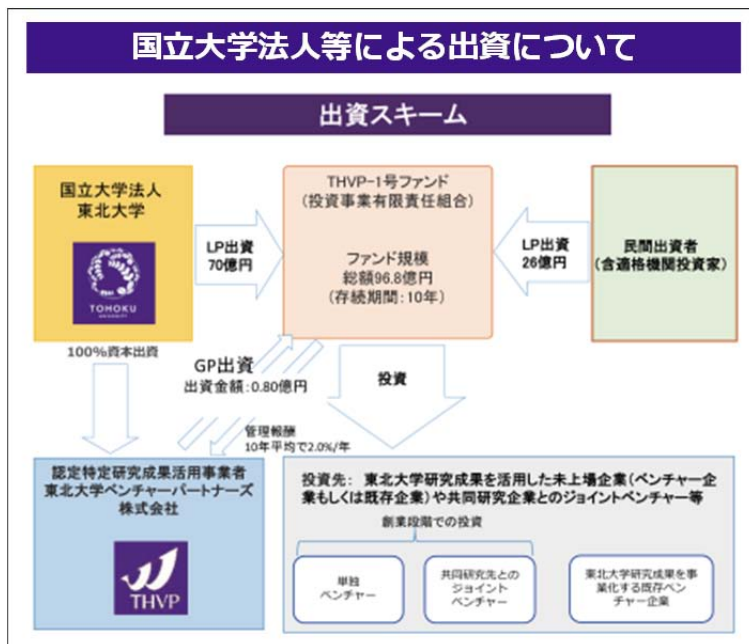 国立大学法人等による出資について
出資スキーム
国立大学法人
東北大学
TOHOKU
UNIVERSITY
LP出資
70億円
THVP-1号ファンド
(投資事業有限責任組合)
ファンド規模
総額96.8億円
(存続期間:10年)
LP出資
26億円
民間出資者
(含適格機関投資家)
100%資本出資
GP出資
出資金額:0.80億円
投資
管理報酬
10年平均で2.0%/年
認定特定研究成果活用事業者
東北大学ベンチャーパートナーズ
株式会社
THVP
投資先: 東北大学研究成果を活用した未上場企業(ベンチャー企
業もしくは既存企業)や共同研究企業とのジョイントベンチャー等
創業段階での投資
単独
ベンチャー
共同研究先との
ジョイント
ベンチャー
東北大学研究成果を事
業化する既存ベン
チャー企業